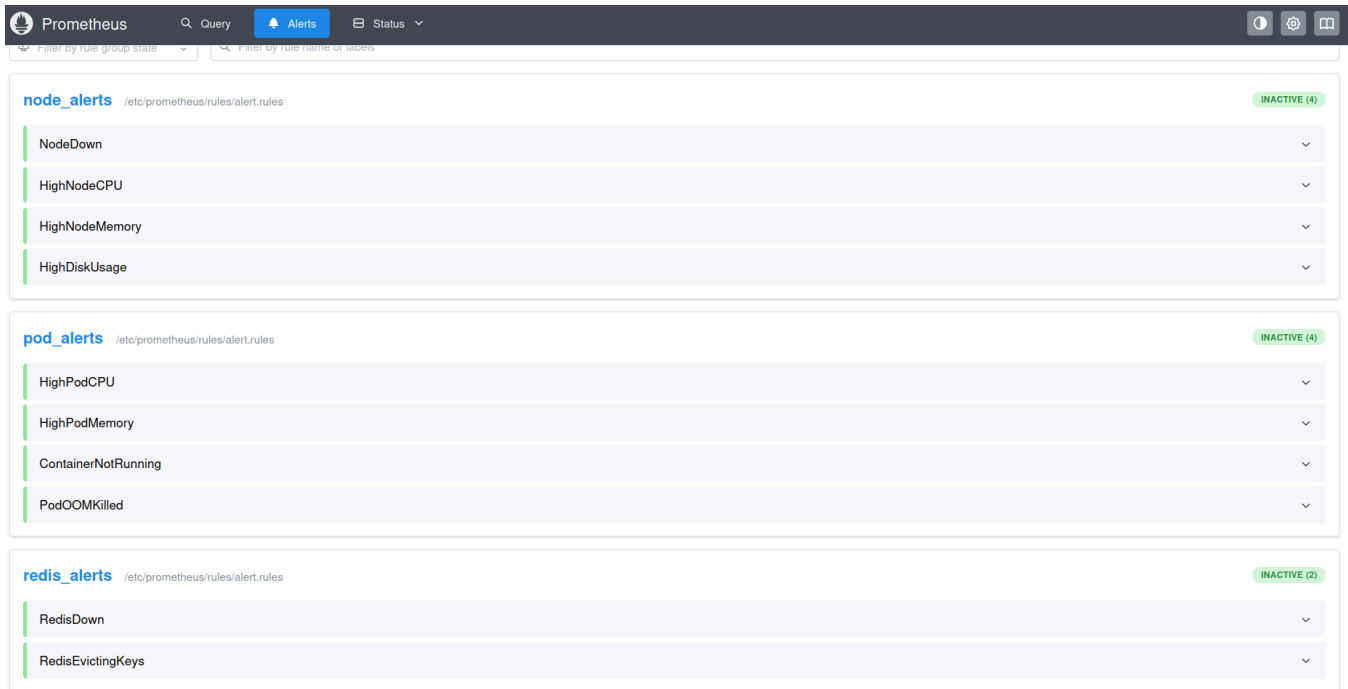 Prometheus Query Alerts Status
Filter by rule group state Filter by rule name or labels
node_alerts /etc/prometheus/rules/alert.rules INACTIVE (4)
NodeDown
HighNodeCPU
HighNodeMemory
HighDiskUsage
pod_alerts /etc/prometheus/rules/alert.rules INACTIVE (4)
HighPodCPU
HighPodMemory
ContainerNotRunning
PodOOMKilled
redis_alerts /etc/prometheus/rules/alert.rules INACTIVE (2)
RedisDown
RedisEvictingKeys